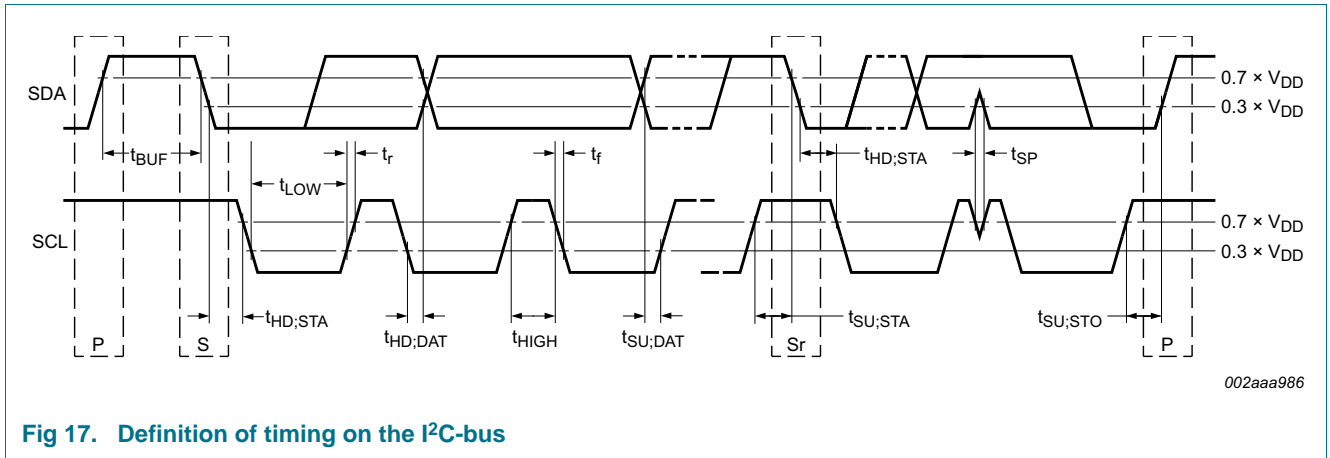 SDA
0.7 × VDD
0.3 × VDD
tBUF
tr
tf
tHD;STA
tSP
tLOW
SCL
0.7 × VDD
0.3 × VDD
tHD;STA
tHD;DAT
tHIGH
tSU;DAT
tSU;STA
tSU;STO
P
S
Sr
P
002aaa986
Fig 17. Definition of timing on the I²C-bus